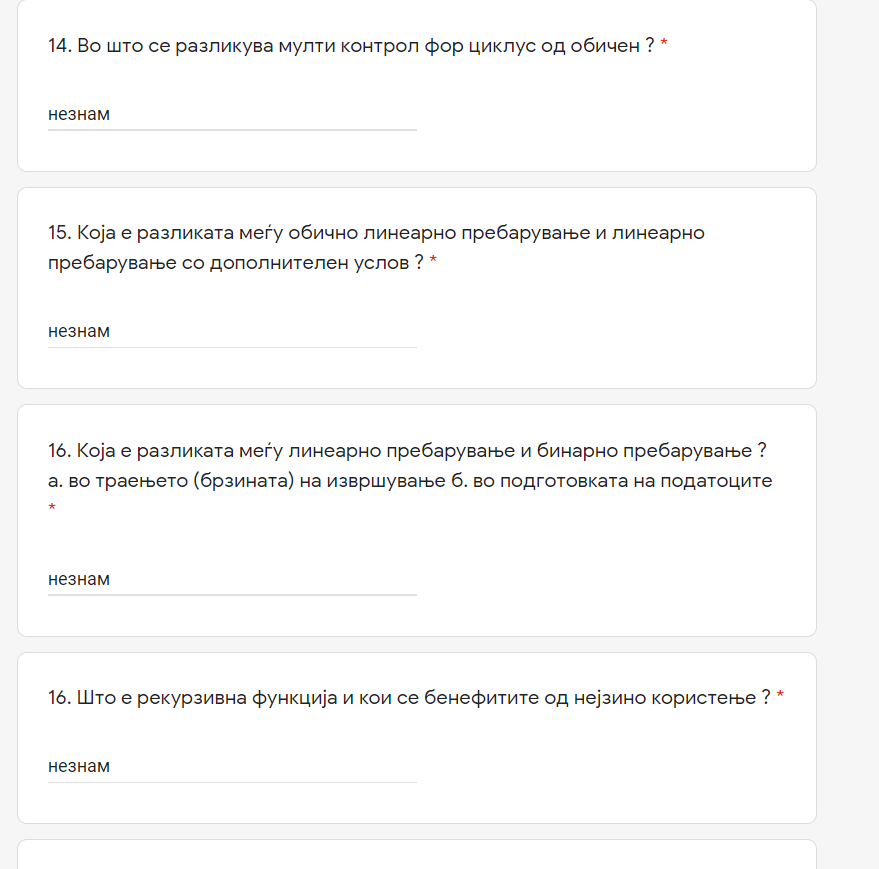 14. Во што се разликува мулти контрол фор циклус од обичен ? *
незнам
15. Која е разликата меѓу обично линеарно пребарување и линеарно
пребарување со дополнителен услов ? *
незнам
16. Која е разликата меѓу линеарно пребарување и бинарно пребарување ?
а. во траењето (брзината) на извршување б. во подготовката на податоците
*
незнам
16. Што е рекурзивна функција и кои се бенефитите од нејзино користење ? *
незнам